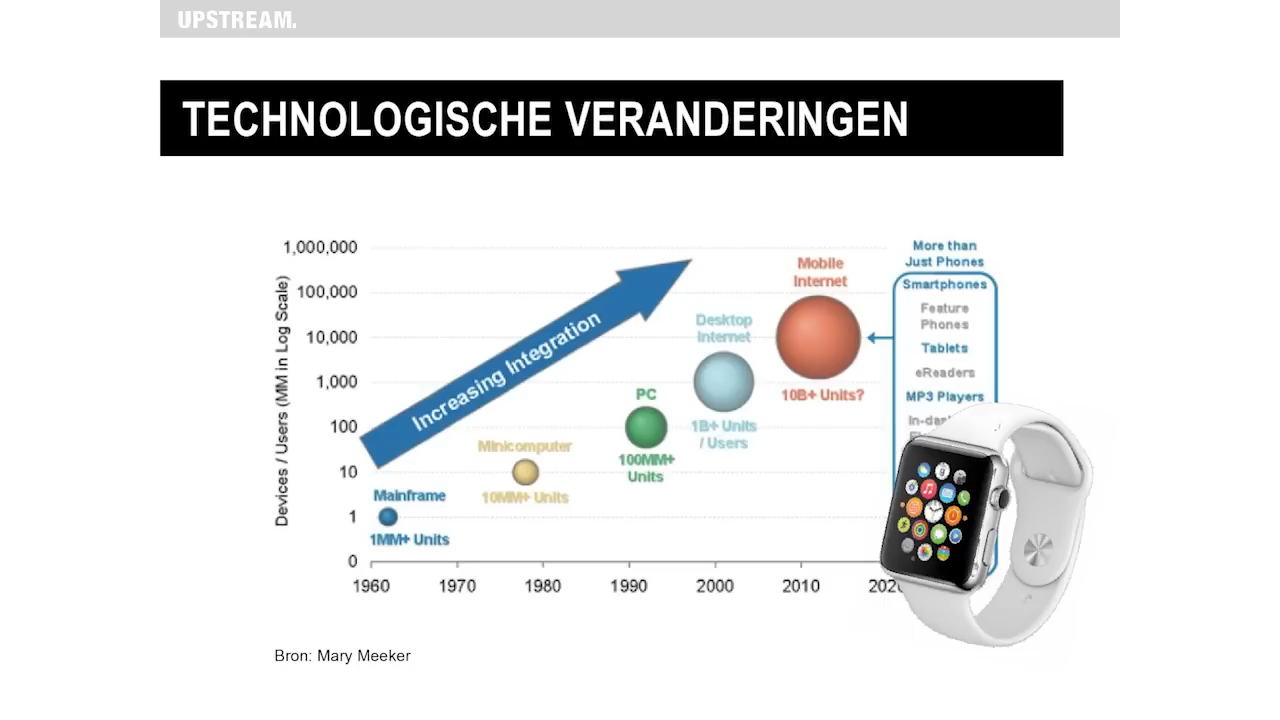 UPSTREAM.
TECHNOLOGISCHE VERANDERINGEN
Devices / Users (MM in Log Scale)
1,000,000
100,000
10,000
1,000
100
10
1
0
1960
1970
1980
1990
2000
2010
Increasing Integration
Mainframe
1MM+ Units
Minicomputer
10MM+ Units
PC
100MM+
Units
Desktop
Internet
1B+ Units
/ Users
Mobile
Internet
10B+ Units?
More than
Just Phones
Smartphones
Feature
Phones
Tablets
eReaders
MP3 Players
Bron: Mary Meeker